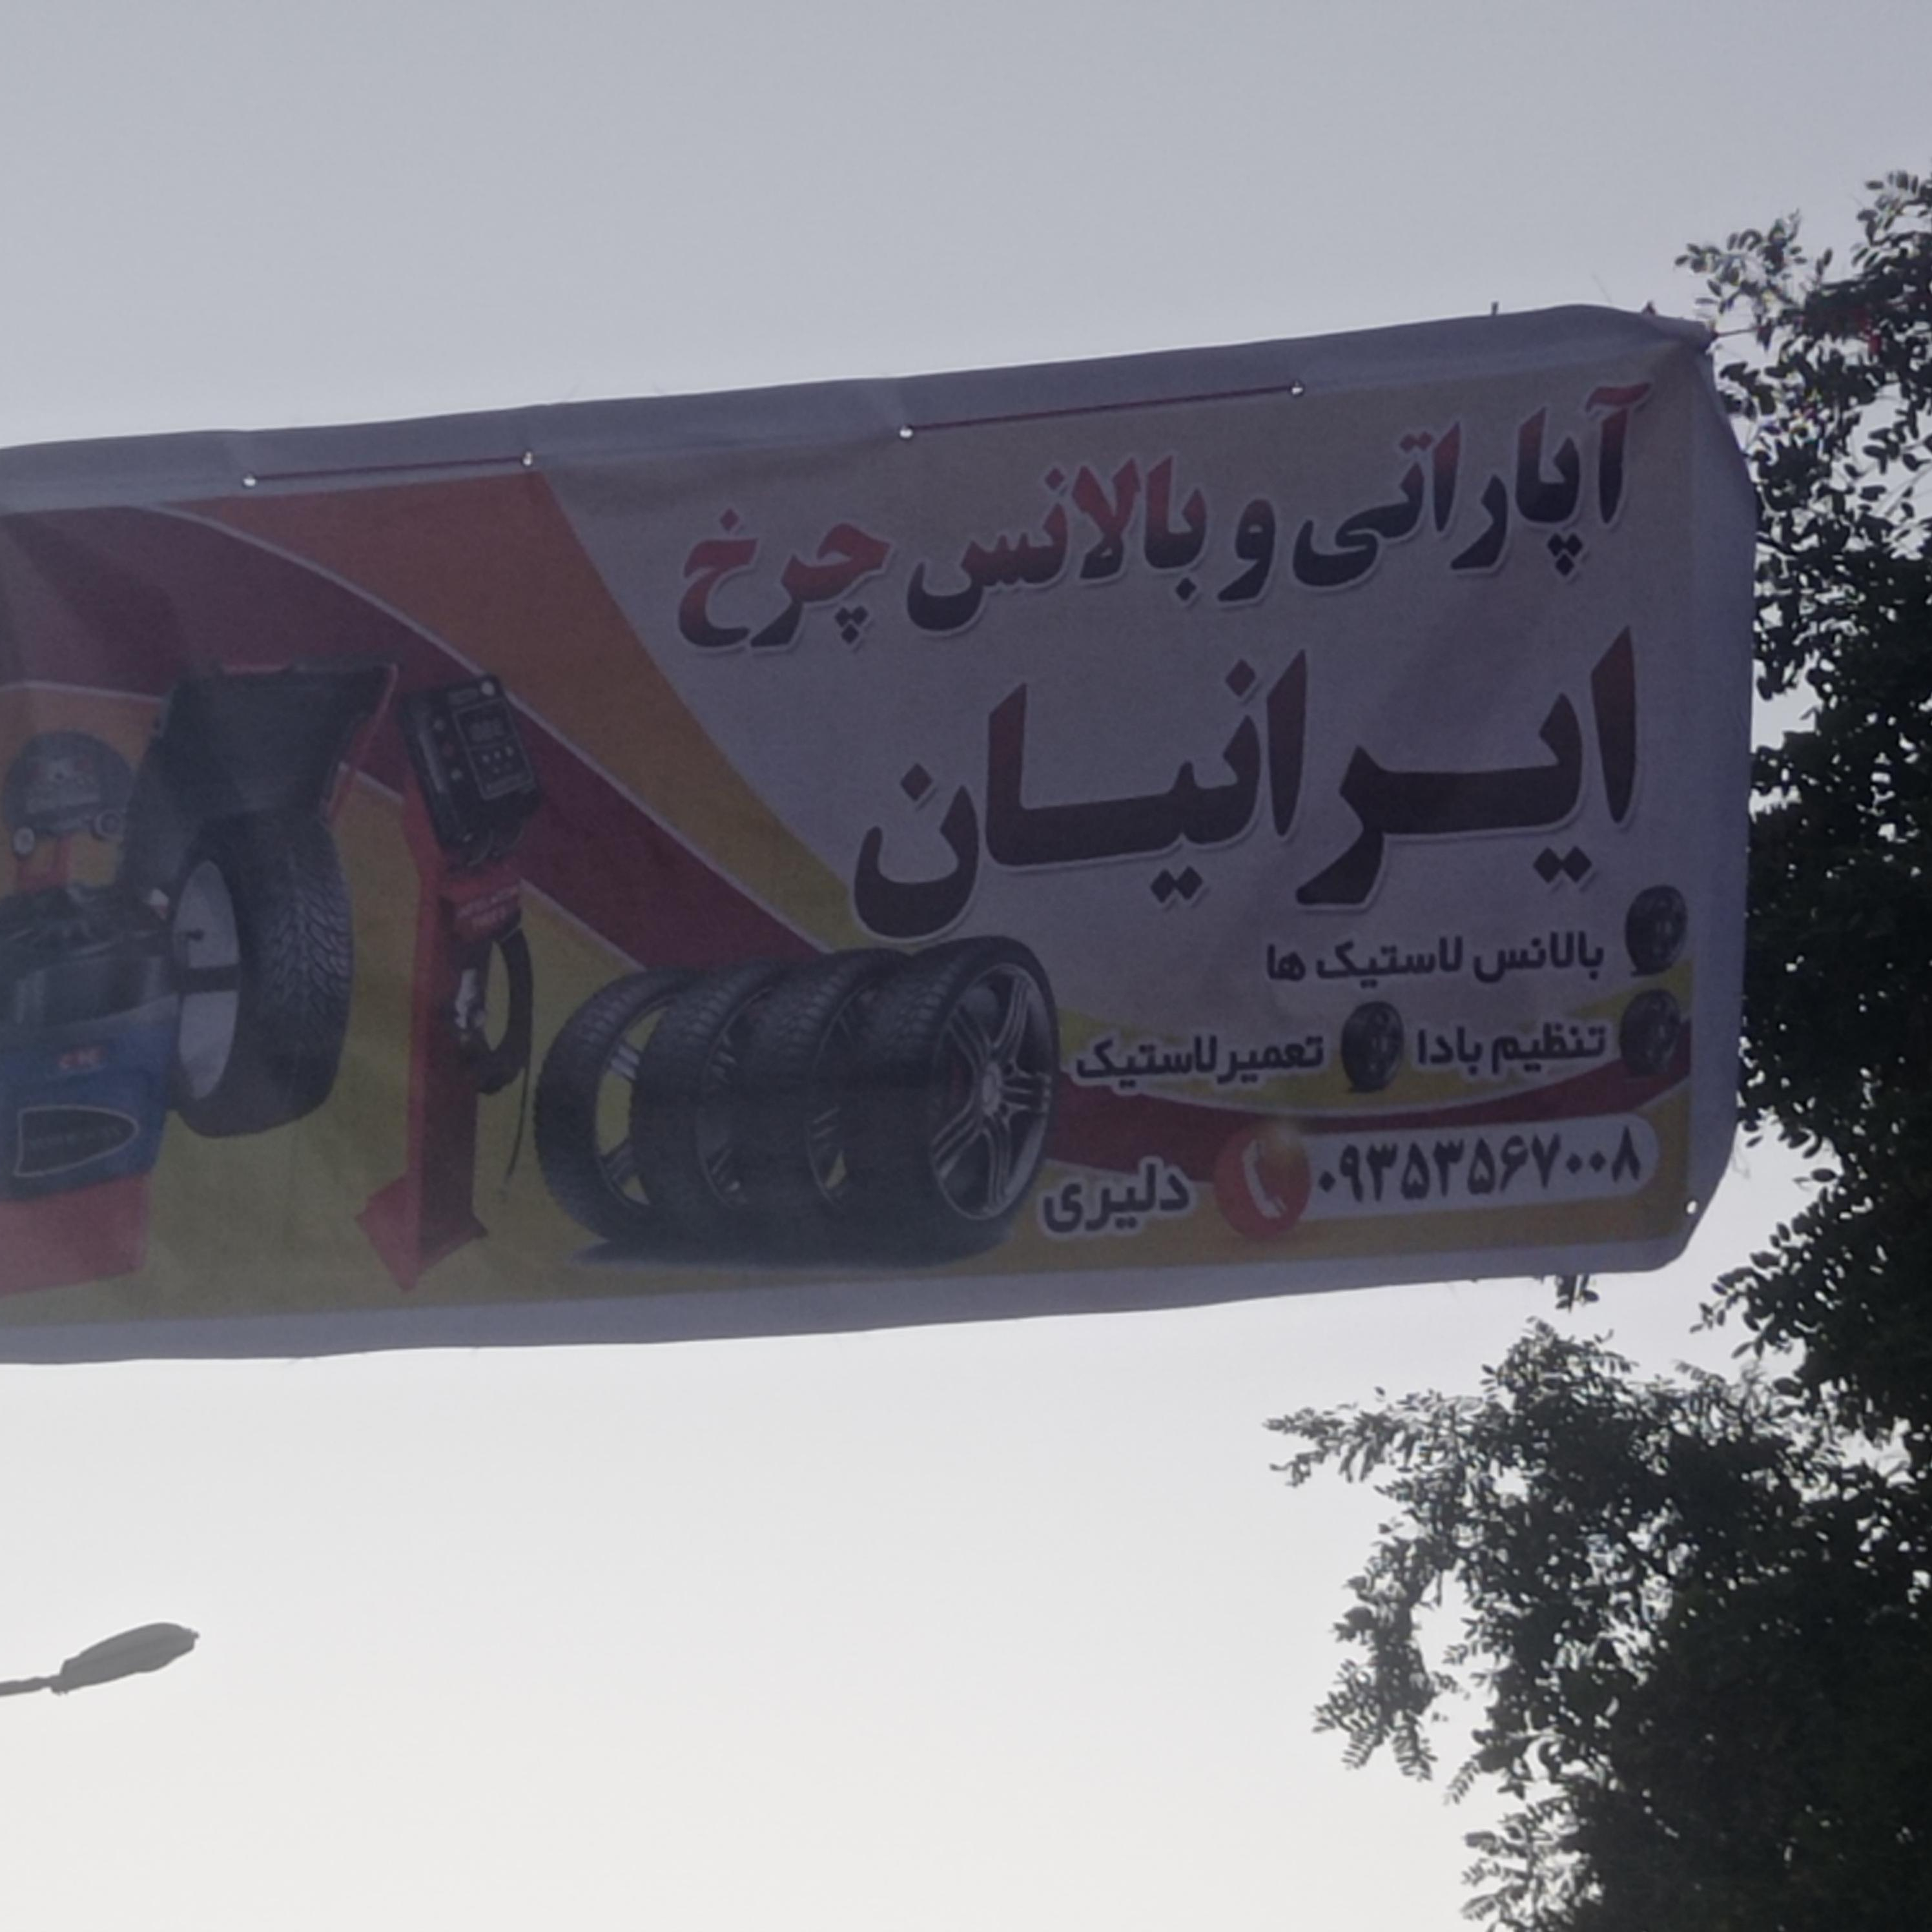 آپاراتی و بالانس چرخ
ایرانیان
بالانس لاستیک ها
تنظیم بادا تعمیر لاستیک
۰۹۳۵۳۵۶۷۰۰۸ دلیری